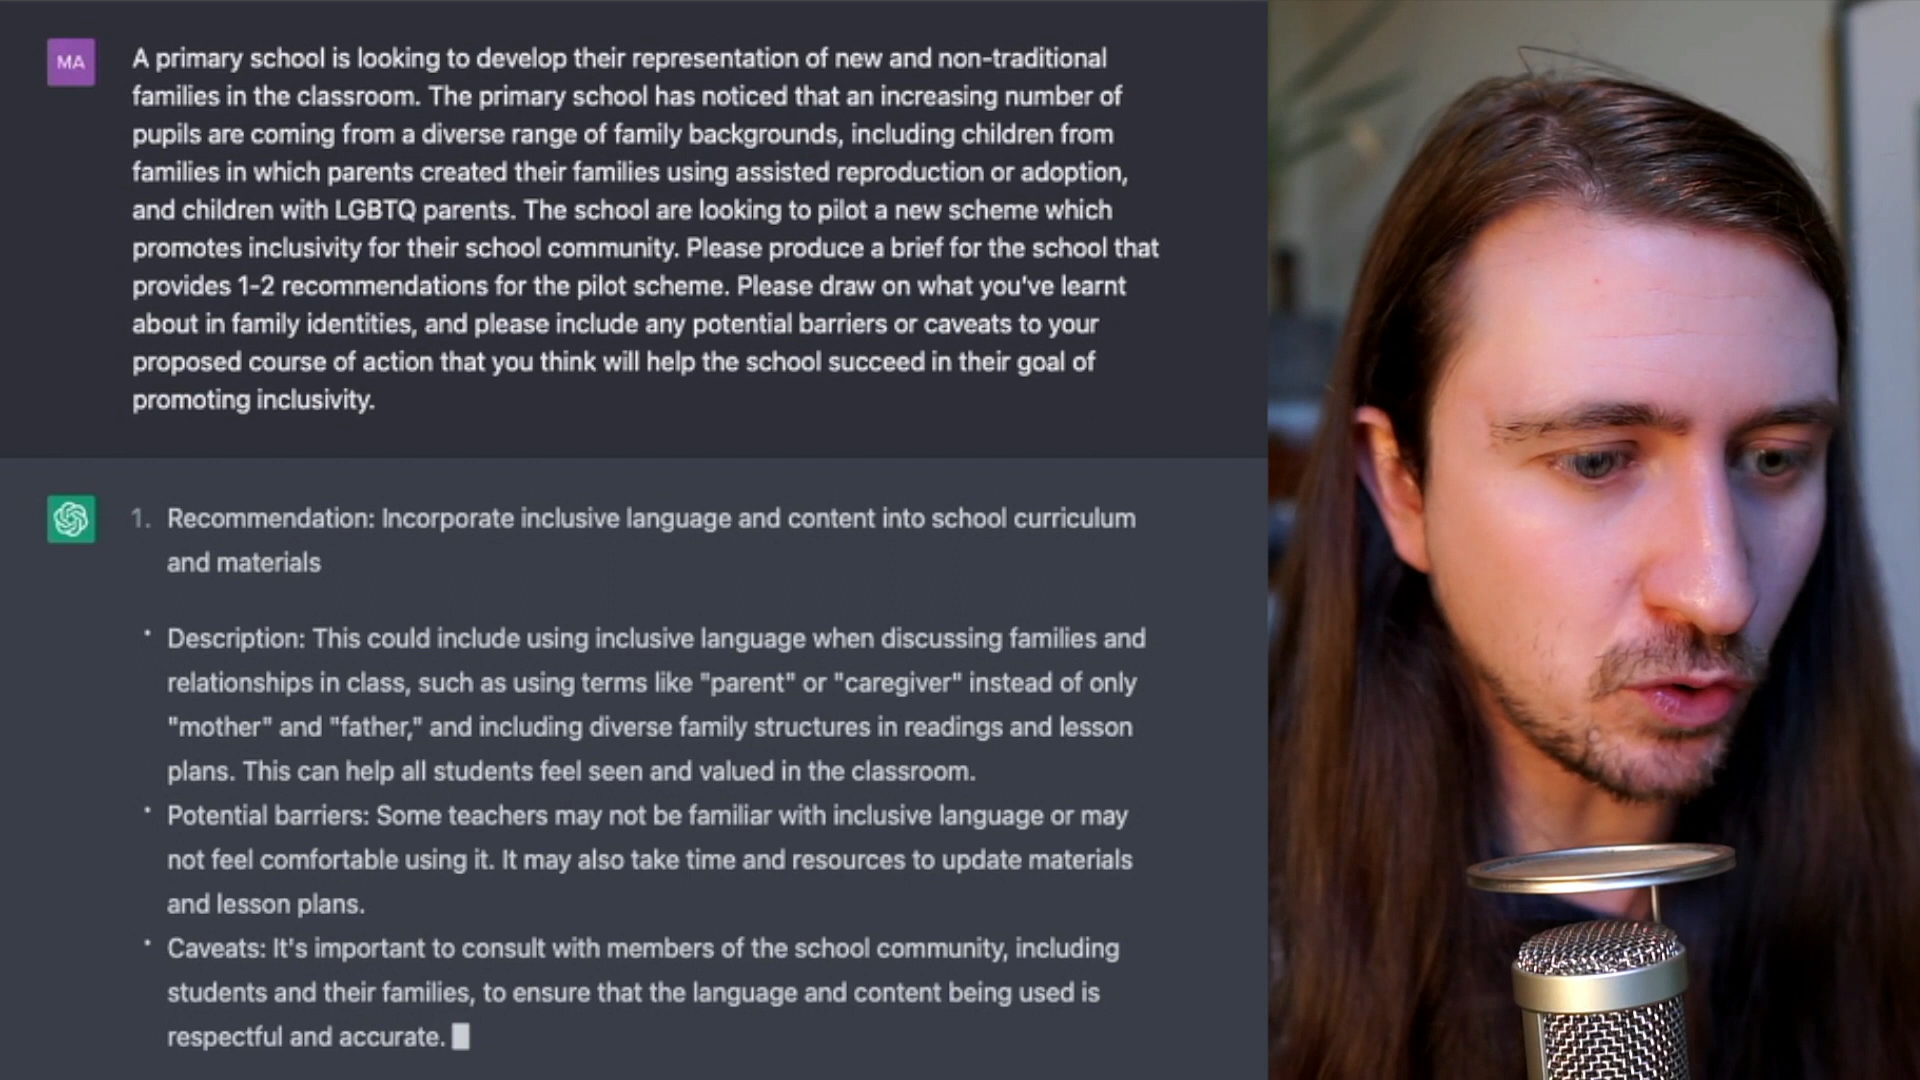 MA
A primary school is looking to develop their representation of new and non-traditional
families in the classroom. The primary school has noticed that an increasing number of
pupils are coming from a diverse range of family backgrounds, including children from
families in which parents created their families using assisted reproduction or adoption,
and children with LGBTQ parents. The school are looking to pilot a new scheme which
promotes inclusivity for their school community. Please produce a brief for the school that
provides 1-2 recommendations for the pilot scheme. Please draw on what you've learnt
about in family identities, and please include any potential barriers or caveats to your
proposed course of action that you think will help the school succeed in their goal of
promoting inclusivity.
1. Recommendation: Incorporate inclusive language and content into school curriculum
and materials
• Description: This could include using inclusive language when discussing families and
relationships in class, such as using terms like "parent" or "caregiver" instead of only
"mother" and "father," and including diverse family structures in readings and lesson
plans. This can help all students feel seen and valued in the classroom.
• Potential barriers: Some teachers may not be familiar with inclusive language or may
not feel comfortable using it. It may also take time and resources to update materials
and lesson plans.
• Caveats: It's important to consult with members of the school community, including
students and their families, to ensure that the language and content being used is
respectful and accurate.